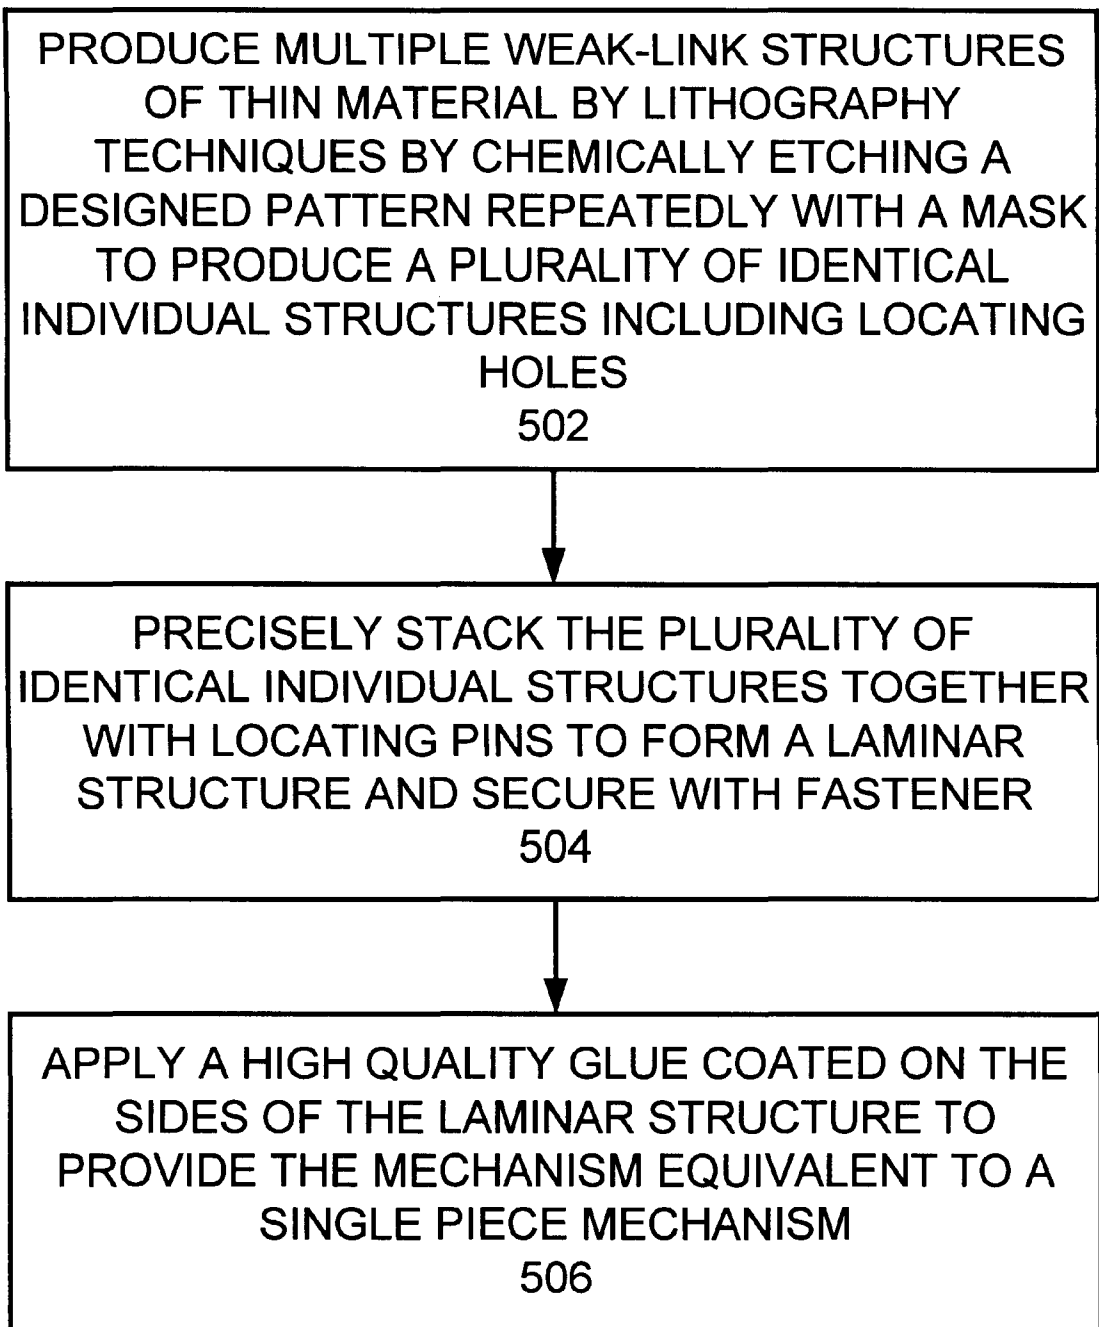 PRODUCE MULTIPLE WEAK-LINK STRUCTURES
OF THIN MATERIAL BY LITHOGRAPHY
TECHNIQUES BY CHEMICALLY ETCHING A
DESIGNED PATTERN REPEATEDLY WITH A MASK
TO PRODUCE A PLURALITY OF IDENTICAL
INDIVIDUAL STRUCTURES INCLUDING LOCATING
HOLES
502
PRECISELY STACK THE PLURALITY OF
IDENTICAL INDIVIDUAL STRUCTURES TOGETHER
WITH LOCATING PINS TO FORM A LAMINAR
STRUCTURE AND SECURE WITH FASTENER
504
APPLY A HIGH QUALITY GLUE COATED ON THE
SIDES OF THE LAMINAR STRUCTURE TO
PROVIDE THE MECHANISM EQUIVALENT TO A
SINGLE PIECE MECHANISM
506